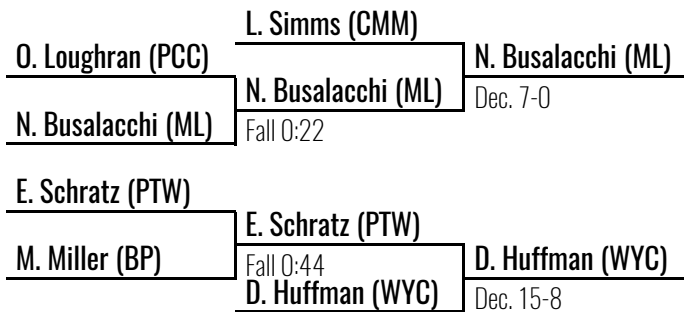 L. Simms (CMM)
O. Loughran (PCC)
N. Busalacchi (ML)
N. Busalacchi (ML)
Dec. 7-0
N. Busalacchi (ML)
Fall 0:22
E. Schratz (PTW)
E. Schratz (PTW)
M. Miller (BP)
Fall 0:44
D. Huffman (WYC)
D. Huffman (WYC)
Dec. 15-8